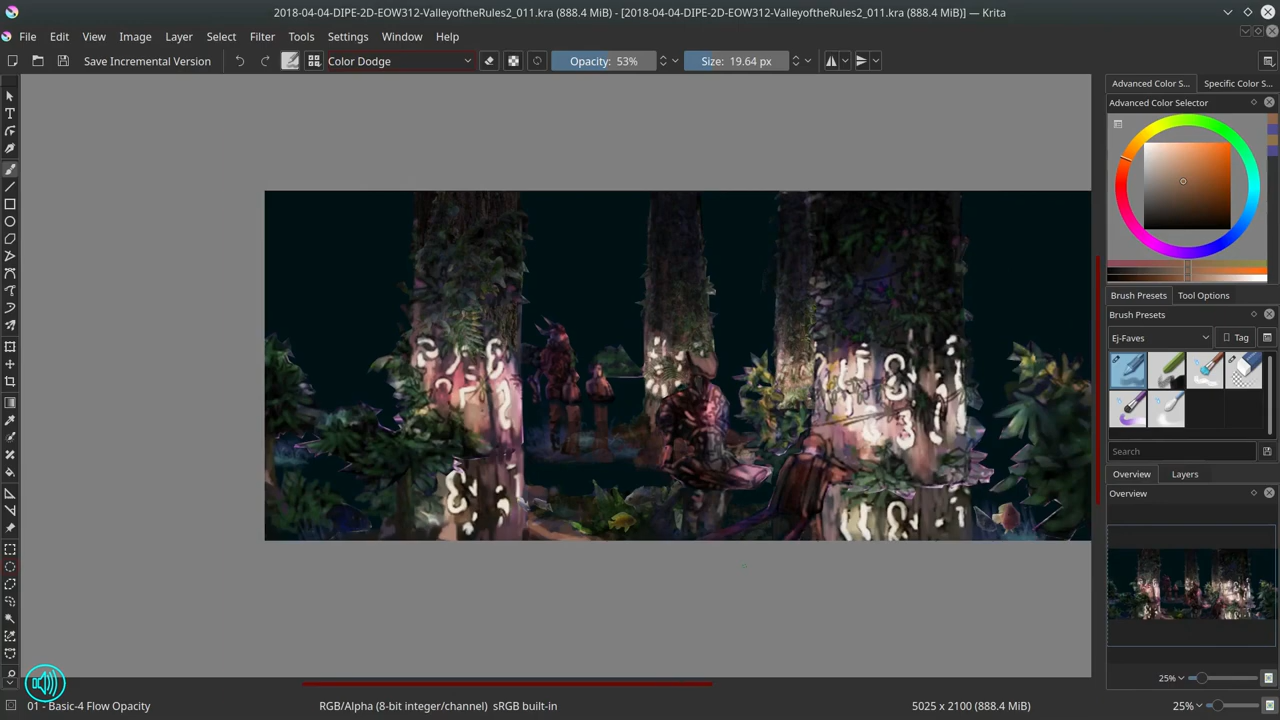 2018-04-04-DIPE-2D-EOW312-ValleyoftheRules2_011.kra (888.4 MiB) - [2018-04-04-DIPE-2D-EOW312-ValleyoftheRules2_011.kra (888.4 MiB)] — Krita
File Edit View Image Layer Select Filter Tools Settings Window Help
Save Incremental Version Color Dodge Opacity: 53% Size: 19.64 px
Advanced Color S... Specific Color S...
Advanced Color Selector
Brush Presets Tool Options
Brush Presets
Ej-Faves Tag
Search
Overview Layers
Overview
25%
01 - Basic-4 Flow Opacity RGB/Alpha (8-bit integer/channel) sRGB built-in 5025 x 2100 (888.4 MiB) 25%